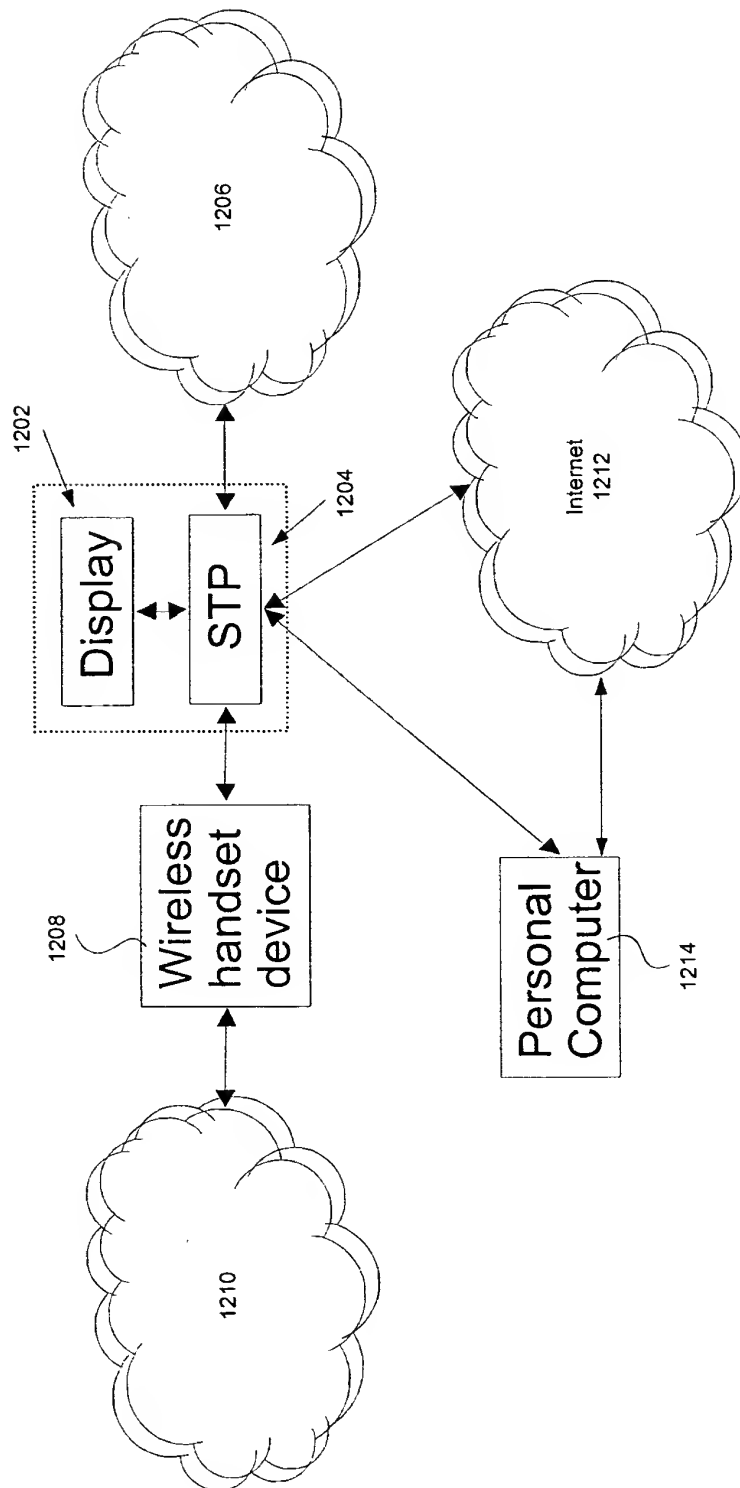 1202
Display
STP
1204
1206
1208
Wireless
handset
device
1210
Internet
1212
Personal
Computer
1214